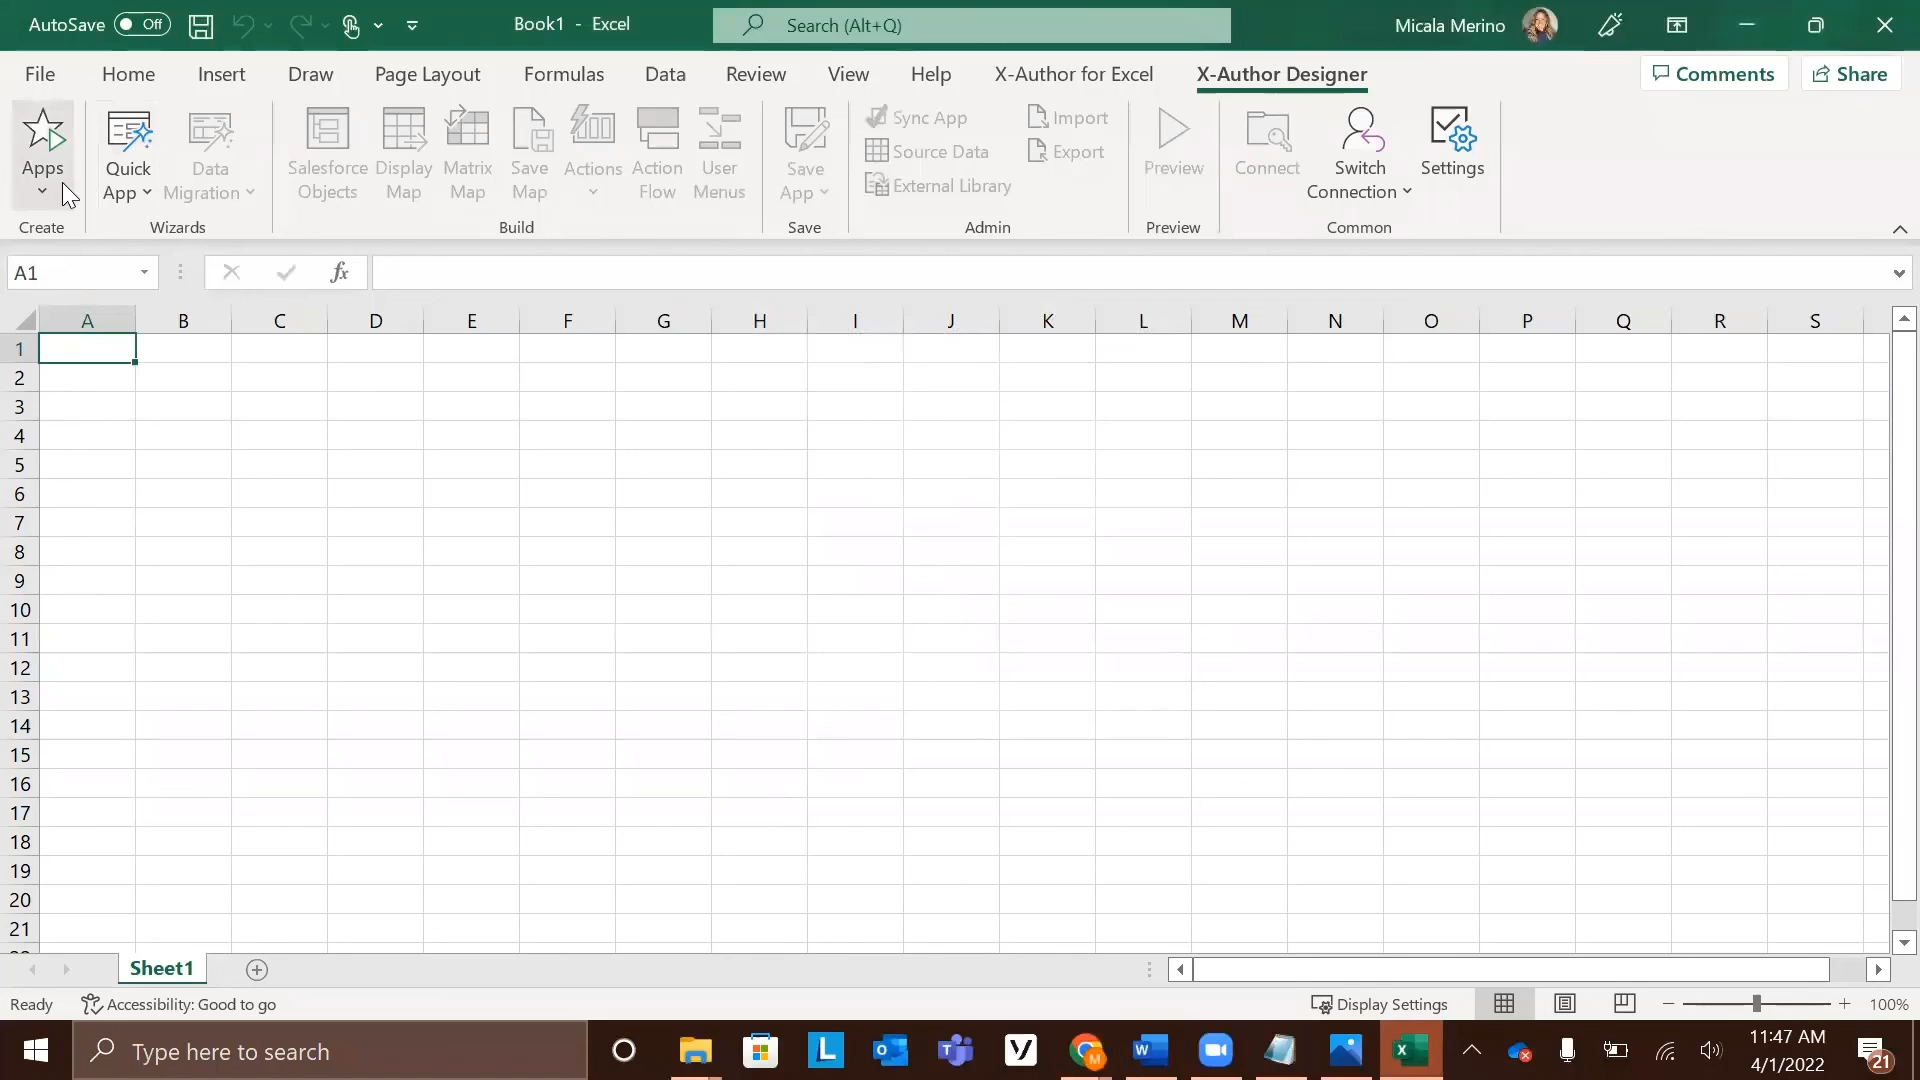 AutoSave Off Book1 - Excel Search (Alt+Q) Micala Merino
File Home Insert Draw Page Layout Formulas Data Review View Help X-Author for Excel X-Author Designer Comments Share
Apps
Create
Quick
App
Data
Migration
Wizards
Salesforce
Objects
Display
Map
Matrix
Map
Save
Map
Actions
Action
Flow
User
Menus
Build
Save
App
Save
Sync App
Source Data
External Library
Import
Export
Admin
Preview
Preview
Connect
Switch
Connection
Settings
Common
A1 fx
A B C D E F G H I J K L M N O P Q R S
1
2
3
4
5
6
7
8
9
10
11
12
13
14
15
16
17
18
19
20
21
Sheet1
Ready Accessibility: Good to go Display Settings 100%
Type here to search
11:47 AM
4/1/2022
21